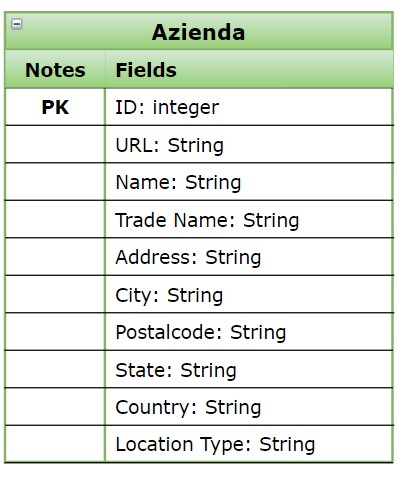 Azienda
Notes Fields
PK ID: integer
URL: String
Name: String
Trade Name: String
Address: String
City: String
Postalcode: String
State: String
Country: String
Location Type: String